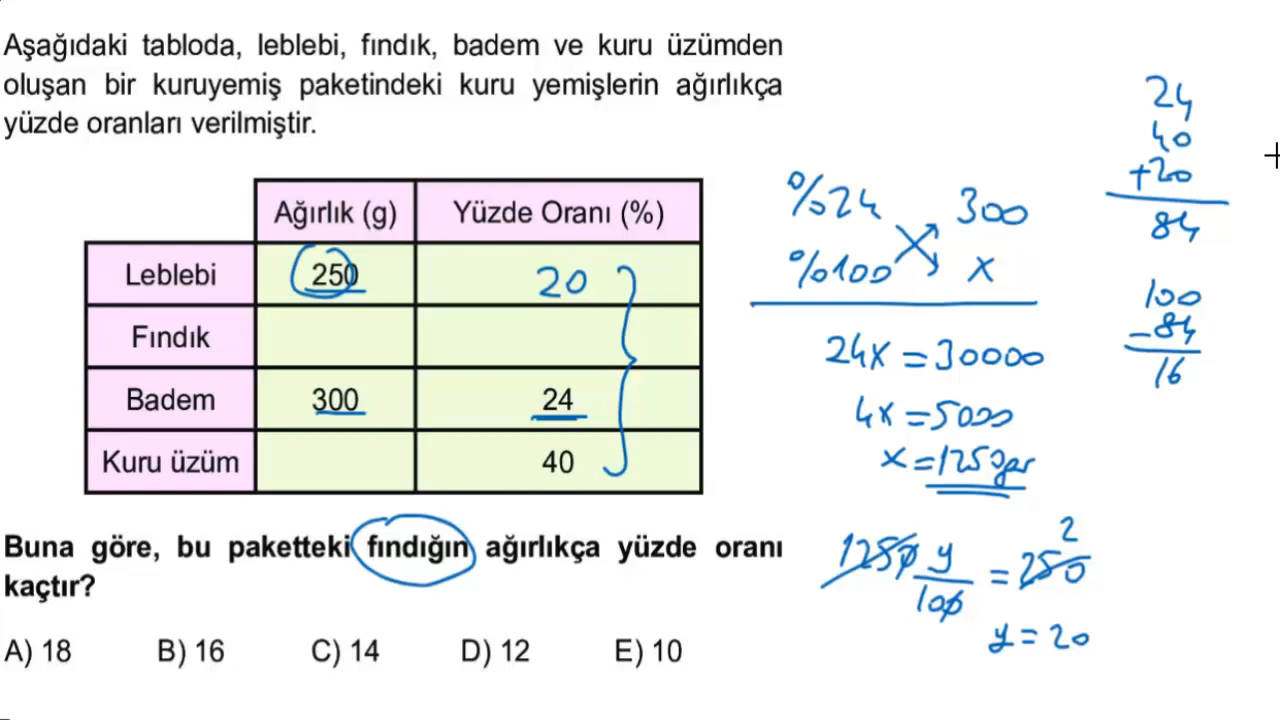 Aşağıdaki tabloda, leblebi, fındık, badem ve kuru üzümden
oluşan bir kuruyemiş paketindeki kuru yemişlerin ağırlıkça
yüzde oranları verilmiştir.
Ağırlık (g) Yüzde Oranı (%)
Leblebi 250 20
Fındık
Badem 300 24
Kuru üzüm 40
Buna göre, bu paketteki fındığın ağırlıkça yüzde oranı
kaçtır?
A) 18 B) 16 C) 14 D) 12 E) 10
%24 300
%100 x
24x = 30000
4x = 5000
x = 1250 gr
1250 y/100 = 250 2
y = 20
24
40
+20
84
100
-84
16